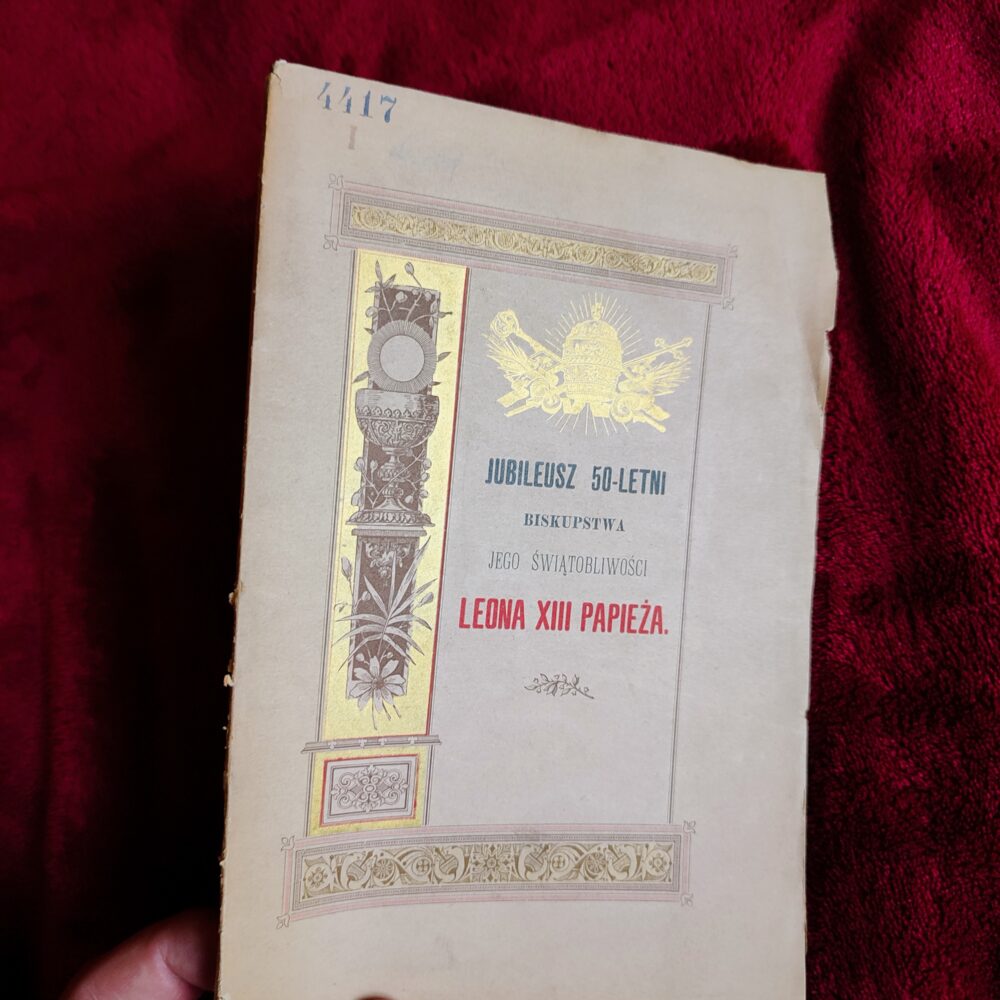 4417
I
JUBILEUSZ 50-LETNI
BISKUPSTWA
JEGO ŚWIĄTOBLIWOŚCI
LEONA XIII PAPIEŻA.